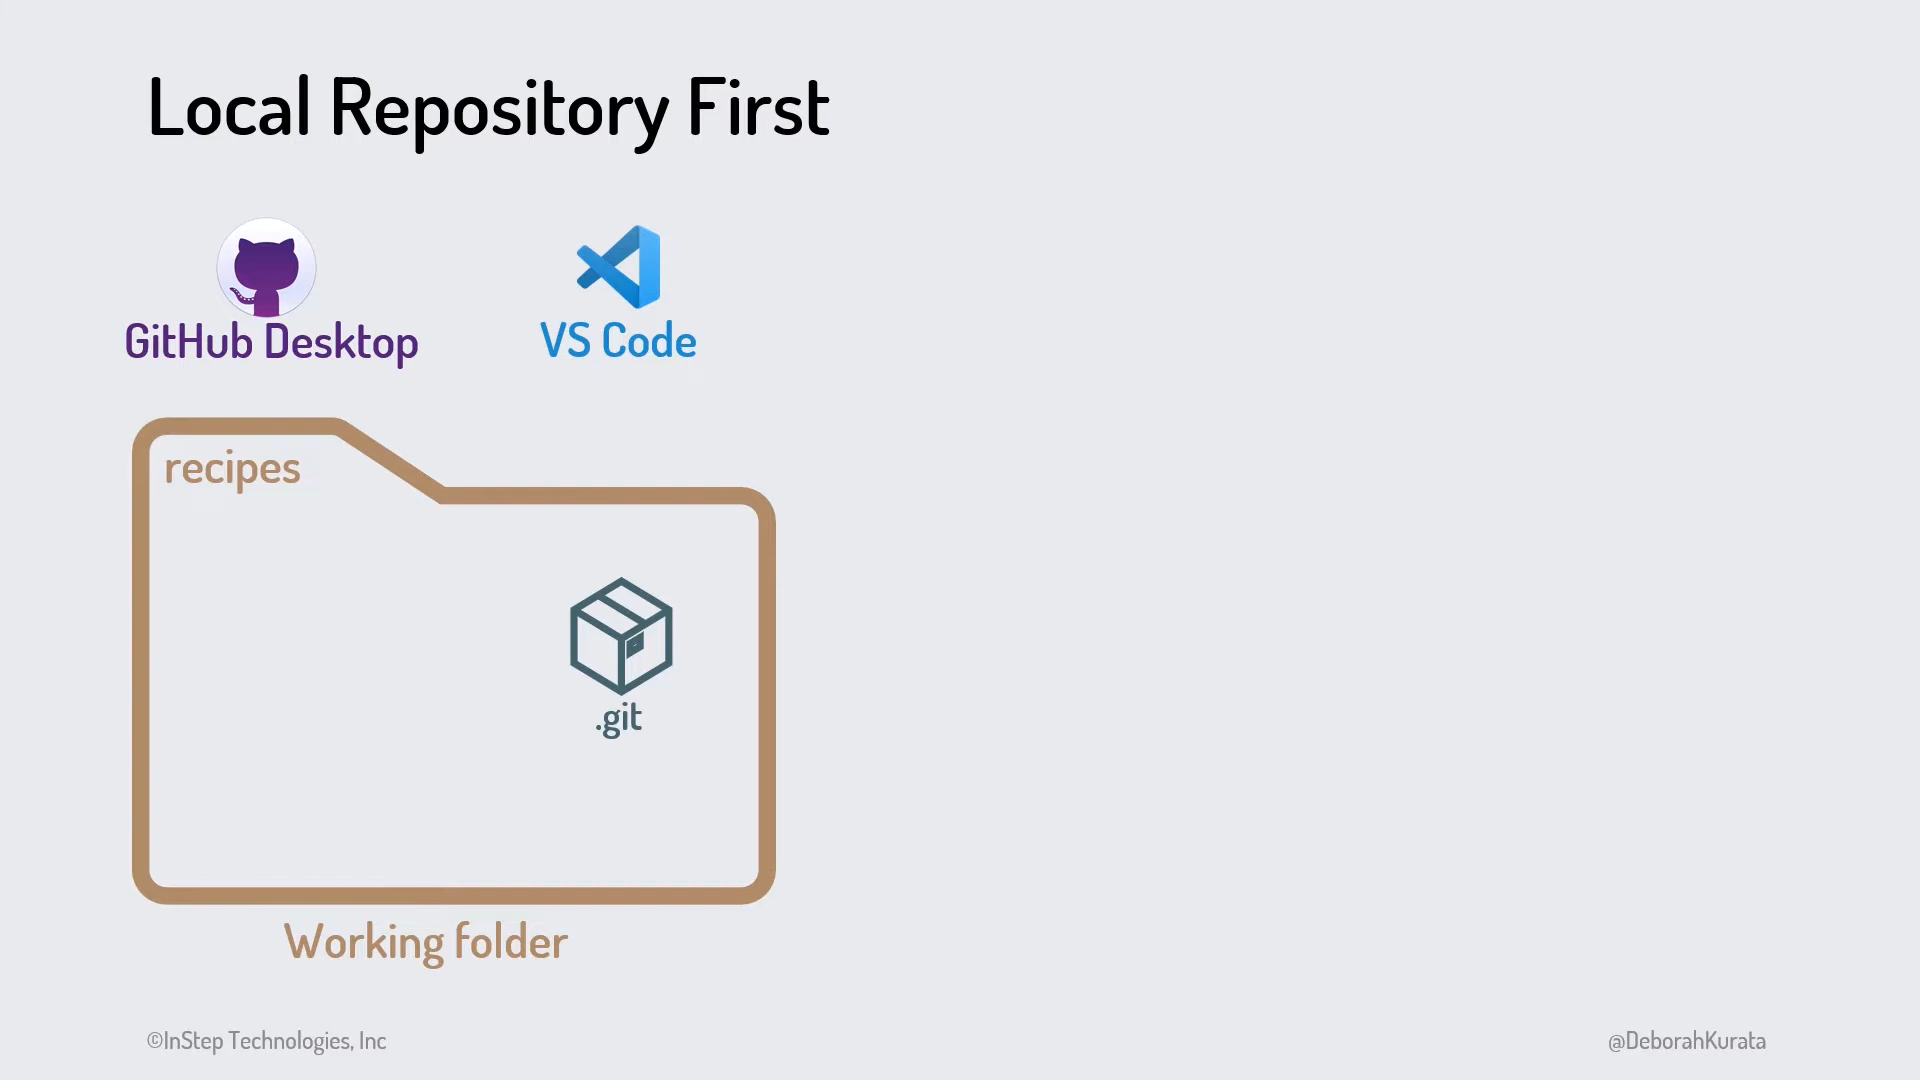 Local Repository First
GitHub Desktop
VS Code
recipes
.git
Working folder
©InStep Technologies, Inc
@DeborahKurata